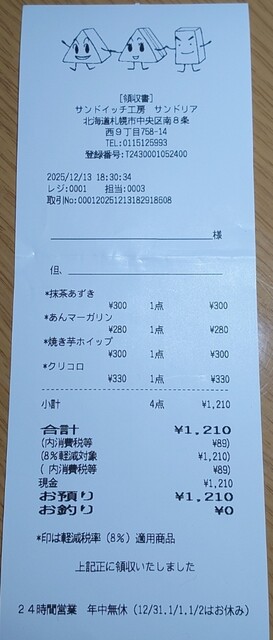 [領収書]
サンドイッチ工房 サンドリア
北海道札幌市中央区南8条
西9丁目758-14
TEL:0115125993
登録番号:T2430001052400
2025/12/13 18:30:34
レジ:0001 担当:0003
取引No:000120251213182918608
様
但、
*抹茶あずき
¥300 1点 ¥300
*あんマーガリン
¥280 1点 ¥280
*焼き芋ホイップ
¥300 1点 ¥300
*クリコロ
¥330 1点 ¥330
小計 4点 ¥1,210
合計 ¥1,210
(内消費税等 ¥89)
(8%軽減対象 ¥1,210)
(内消費税等 ¥89)
現金 ¥1,210
お預り ¥1,210
お釣り ¥0
*印は軽減税率(8%)適用商品
上記正に領収いたしました
24時間営業 年中無休(12/31.1/1.1/2はお休み)